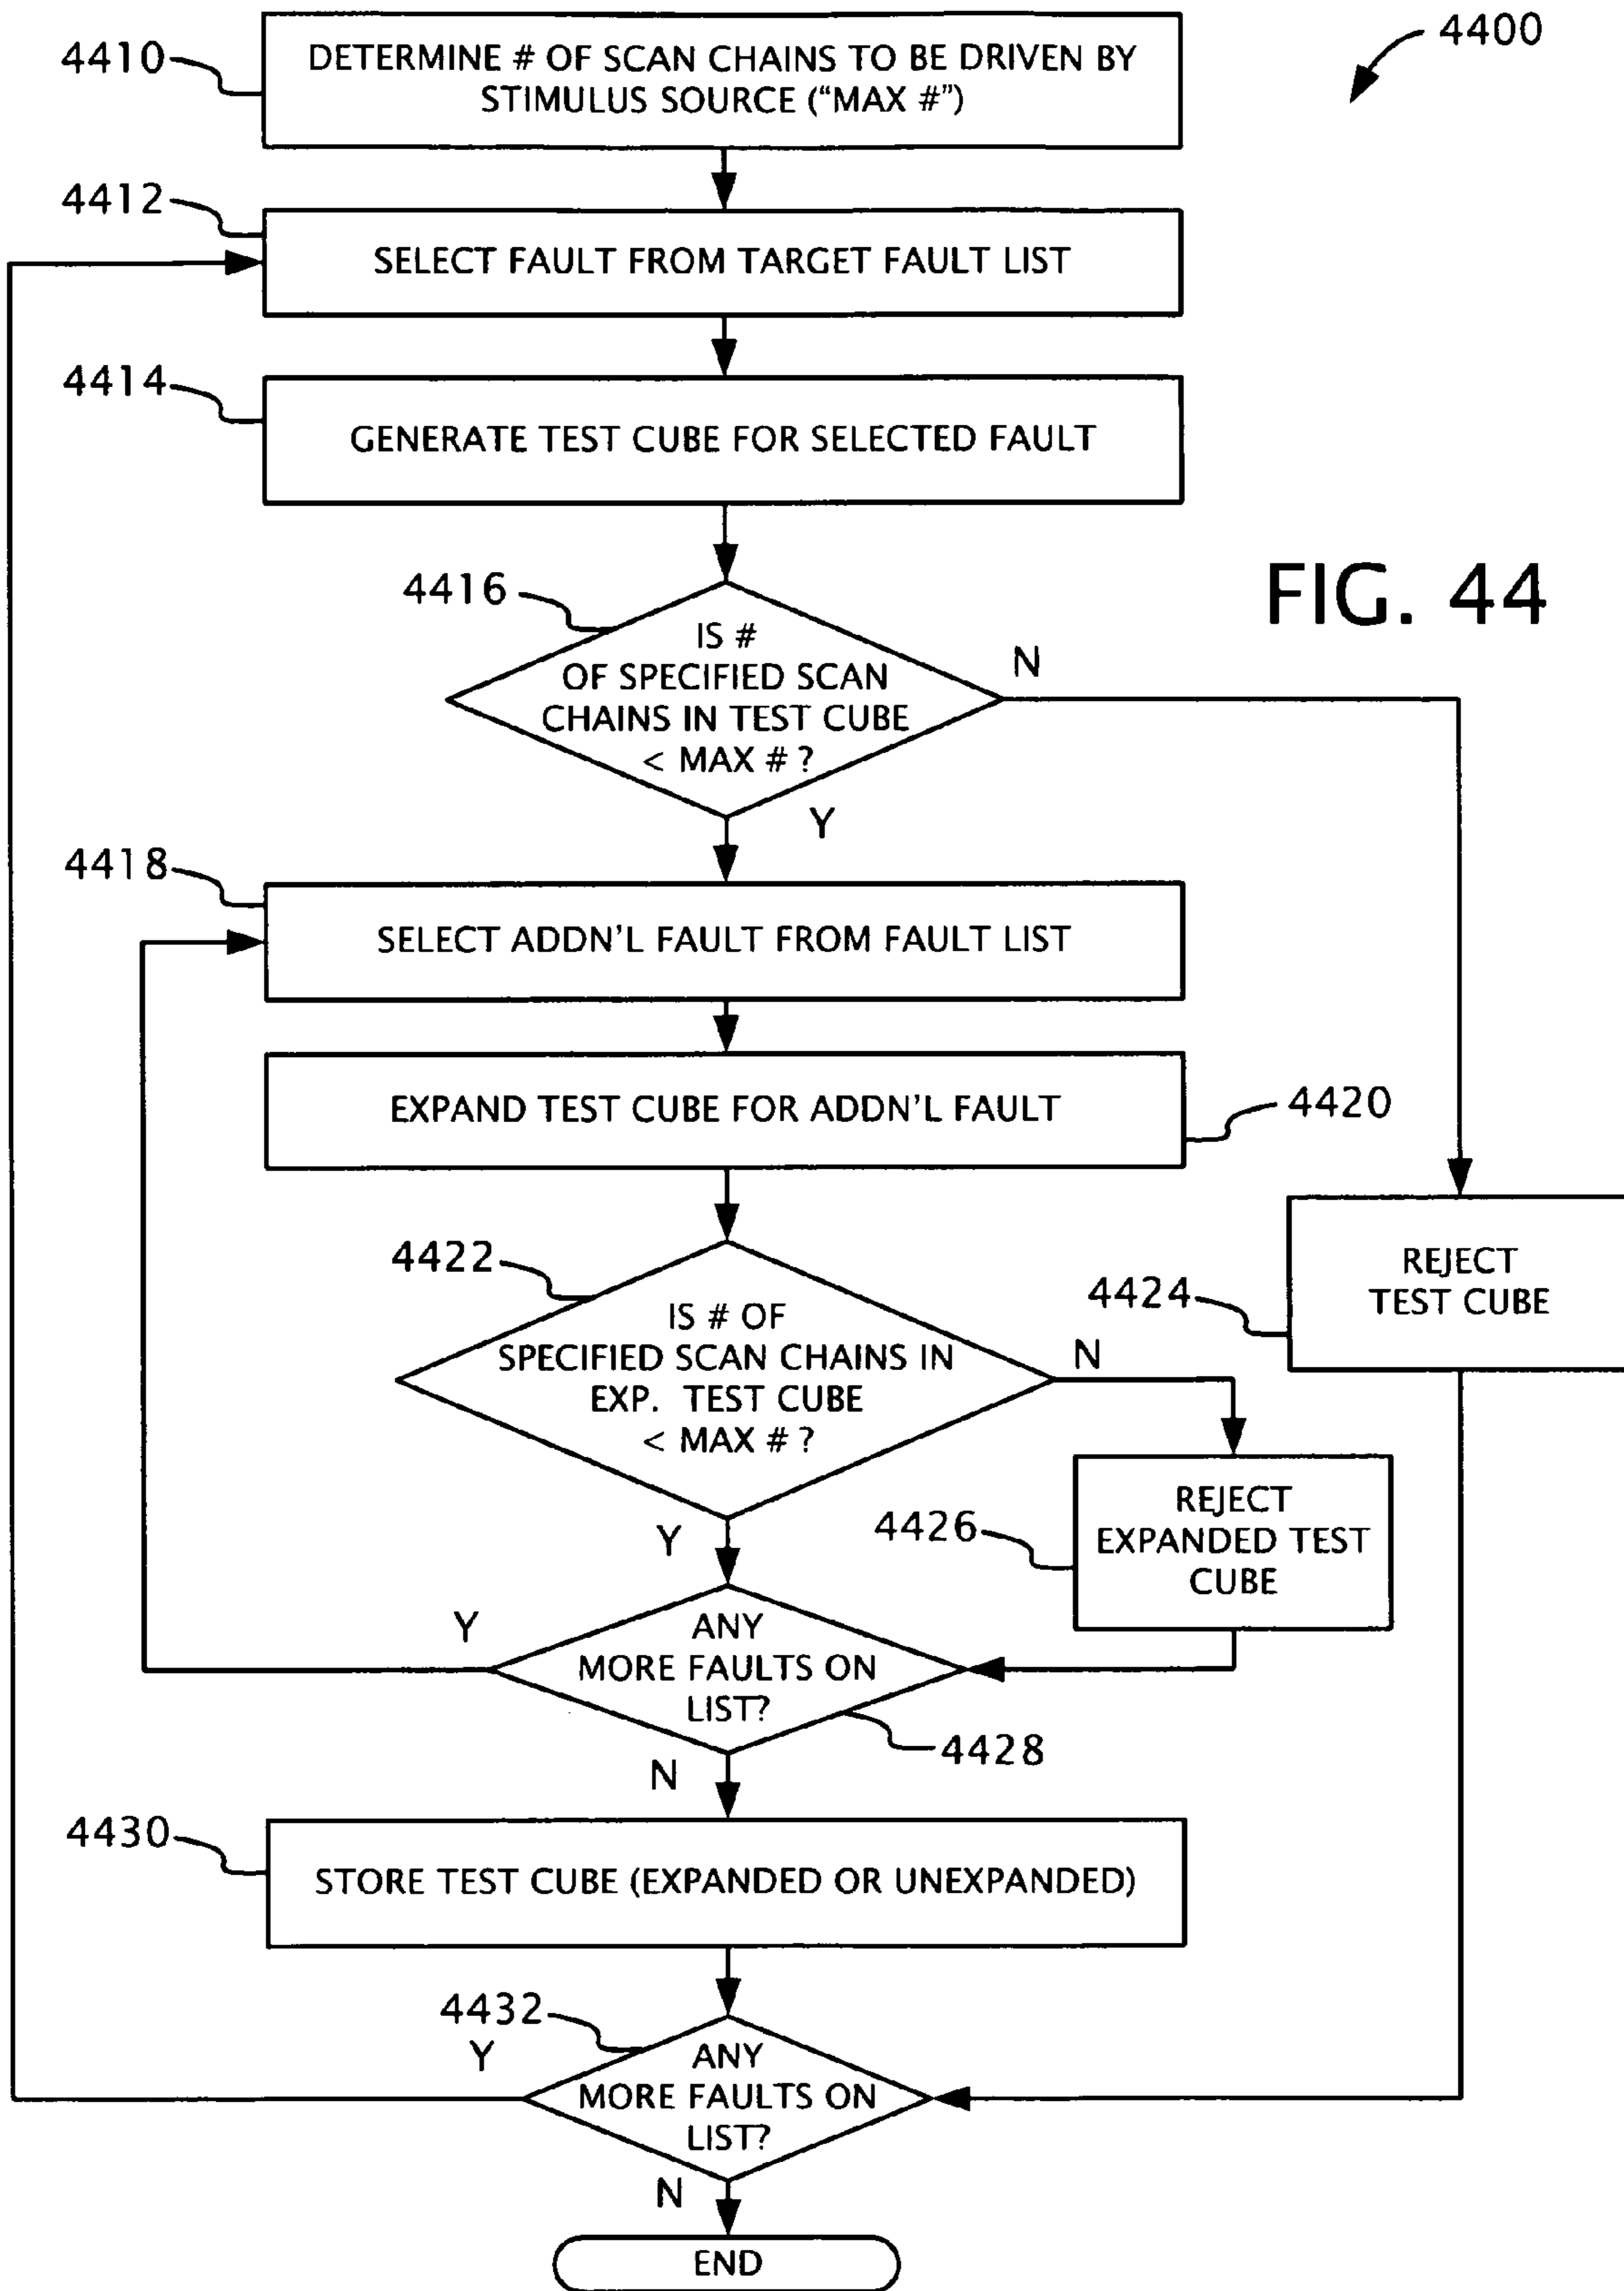 4400
4410
DETERMINE # OF SCAN CHAINS TO BE DRIVEN BY
STIMULUS SOURCE ("MAX #")
4412
SELECT FAULT FROM TARGET FAULT LIST
4414
GENERATE TEST CUBE FOR SELECTED FAULT
FIG. 44
4416
IS #
OF SPECIFIED SCAN
CHAINS IN TEST CUBE
< MAX # ?
N
Y
4418
SELECT ADDN'L FAULT FROM FAULT LIST
EXPAND TEST CUBE FOR ADDN'L FAULT
4420
4422
IS # OF
SPECIFIED SCAN CHAINS IN
EXP. TEST CUBE
< MAX # ?
N
Y
4424
REJECT
TEST CUBE
4426
REJECT
EXPANDED TEST
CUBE
Y
ANY
MORE FAULTS ON
LIST?
4428
N
4430
STORE TEST CUBE (EXPANDED OR UNEXPANDED)
4432
Y
ANY
MORE FAULTS ON
LIST?
N
END